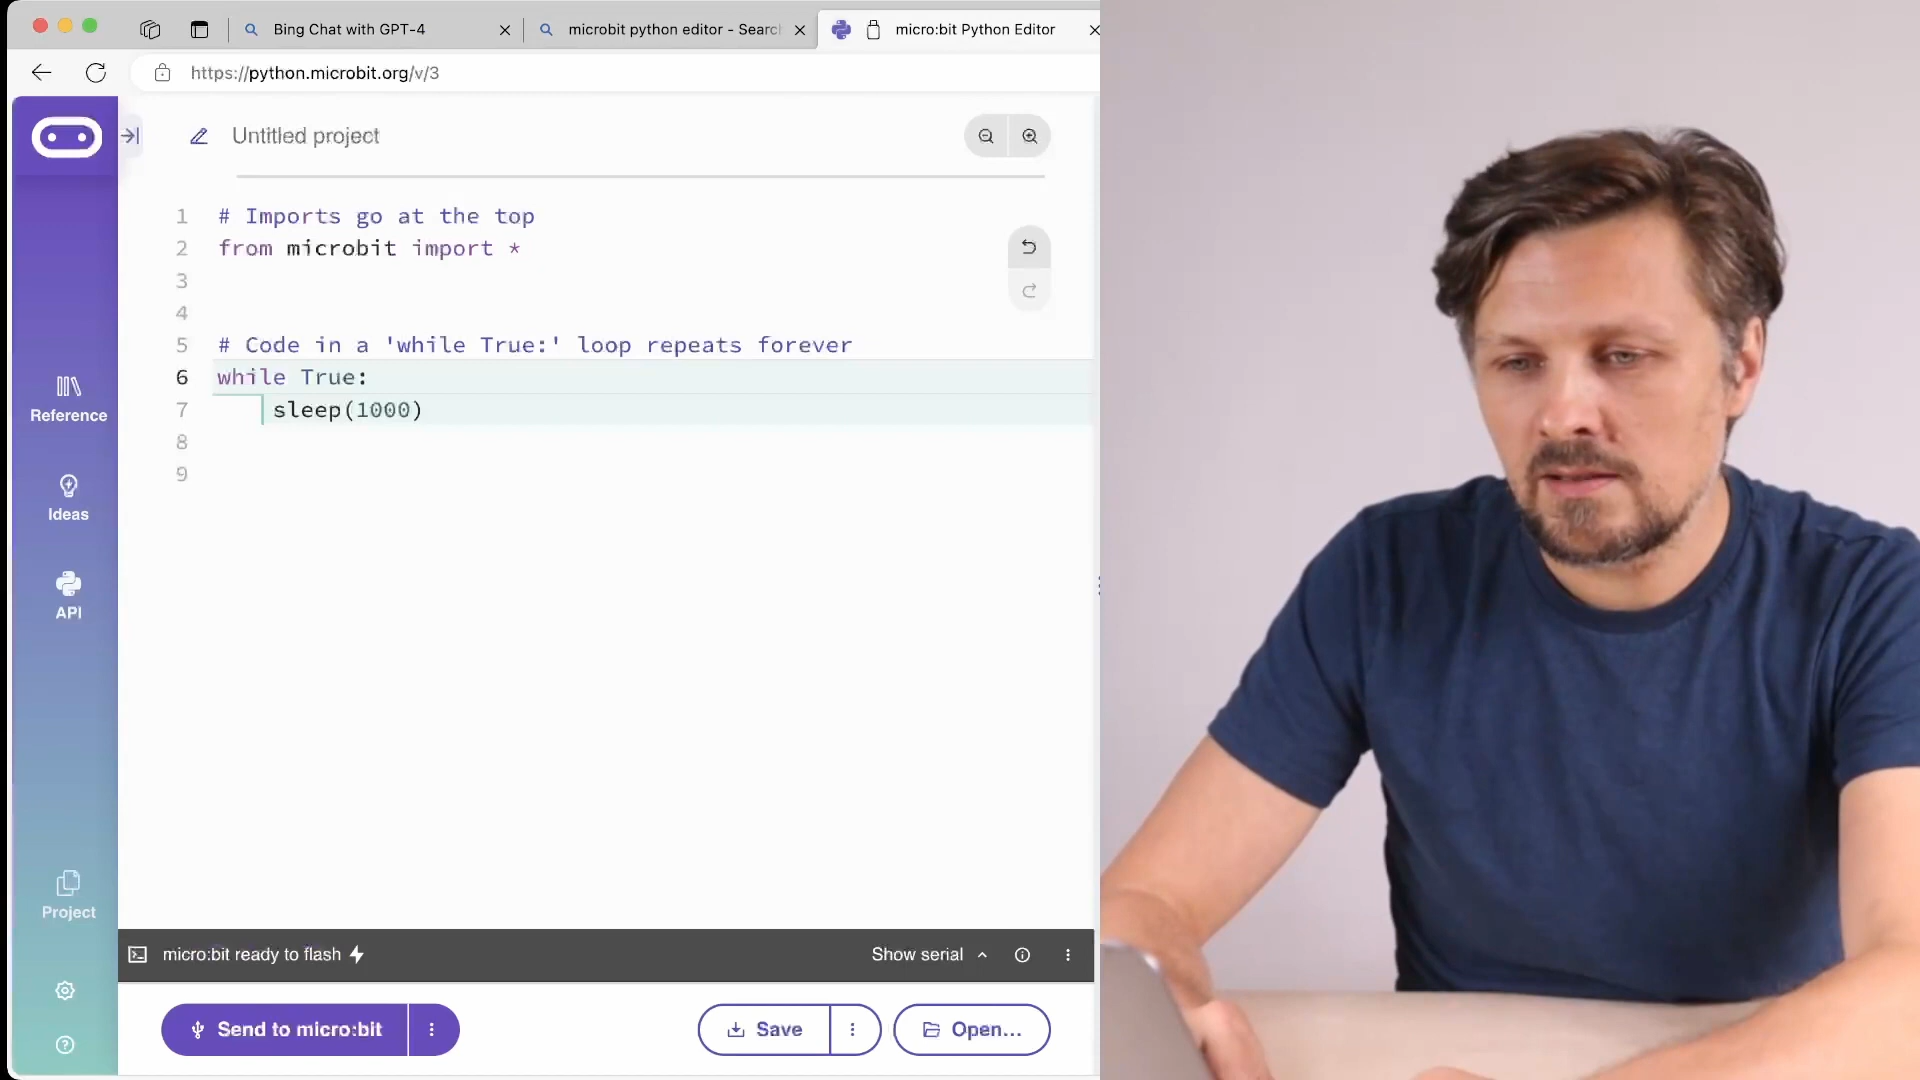 Bing Chat with GPT-4
microbit python editor - Searc
micro:bit Python Editor
https://python.microbit.org/v/3
Untitled project
1 # Imports go at the top
2 from microbit import *
3
4
5 # Code in a 'while True:' loop repeats forever
6 while True:
7 sleep(1000)
8
9
Reference
Ideas
API
Project
micro:bit ready to flash
Show serial
Send to micro:bit
Save
Open...